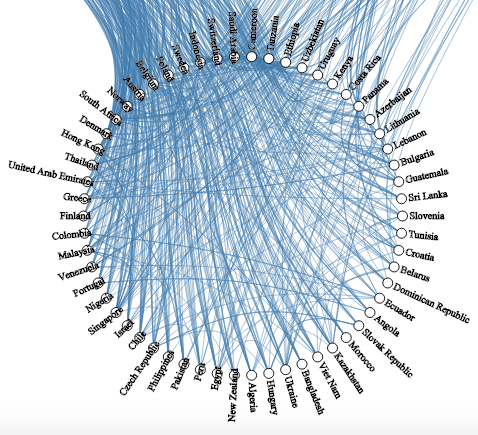 Cameroon
Tanzania
Ethiopia
Uzbekistan
Uruguay
Kenya
Costa Rica
Panama
Azerbaijan
Lithuania
Lebanon
Bulgaria
Guatemala
Sri Lanka
Slovenia
Tunisia
Croatia
Belarus
Dominican Republic
Ecuador
Angola
Slovak Republic
Morocco
Kazakhstan
Viet Nam
Bangladesh
Ukraine
Hungary
Algeria
New Zealand
Egypt
Peru
Pakistan
Philippines
Czech Republic
Chile
Israel
Singapore
Nigeria
Portugal
Venezuela
Malaysia
Colombia
Finland
Greece
United Arab Emirates
Thailand
Hong Kong
Denmark
South Africa
Norway
Austria
Belgium
Ireland
Sweden
Indonesia
Switzerland
Saudi Arabia